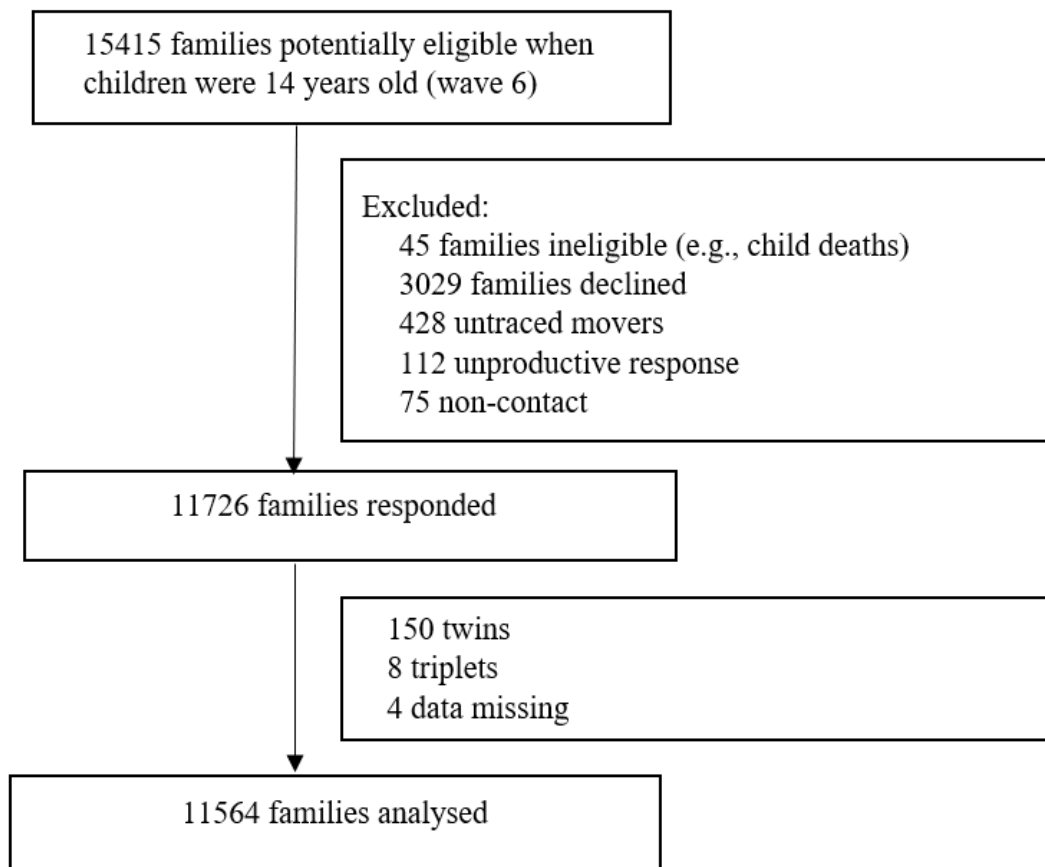 15415 families potentially eligible when
children were 14 years old (wave 6)
Excluded:
45 families ineligible (e.g., child deaths)
3029 families declined
428 untraced movers
112 unproductive response
75 non-contact
11726 families responded
150 twins
8 triplets
4 data missing
11564 families analysed